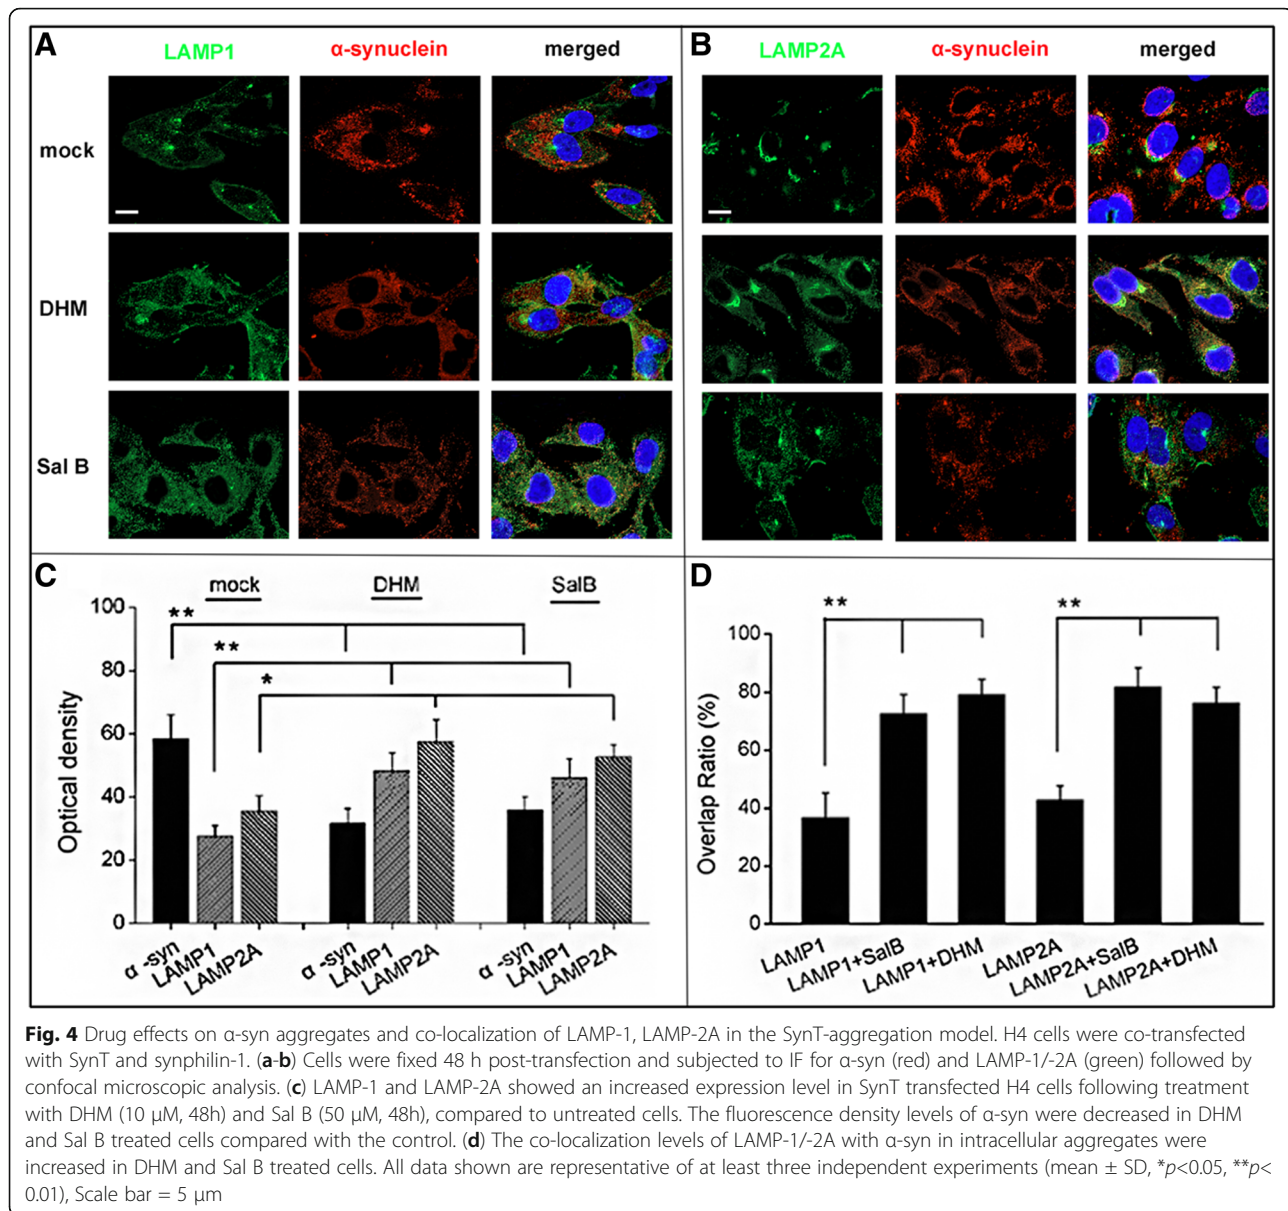 A
LAMP1 α-synuclein merged
mock
DHM
Sal B
B
LAMP2A α-synuclein merged
C
mock DHM SalB
**
**
*
Optical density
100
80
60
40
20
0
α -syn LAMP1 LAMP2A α -syn LAMP1 LAMP2A α -syn LAMP1 LAMP2A
D
** **
Overlap Ratio (%)
100
80
60
40
20
0
LAMP1 LAMP1+SalB LAMP1+DHM LAMP2A LAMP2A+SalB LAMP2A+DHM
Fig. 4 Drug effects on α-syn aggregates and co-localization of LAMP-1, LAMP-2A in the SynT-aggregation model. H4 cells were co-transfected
with SynT and synphilin-1. (a-b) Cells were fixed 48 h post-transfection and subjected to IF for α-syn (red) and LAMP-1/-2A (green) followed by
confocal microscopic analysis. (c) LAMP-1 and LAMP-2A showed an increased expression level in SynT transfected H4 cells following treatment
with DHM (10 μM, 48h) and Sal B (50 μM, 48h), compared to untreated cells. The fluorescence density levels of α-syn were decreased in DHM
and Sal B treated cells compared with the control. (d) The co-localization levels of LAMP-1/-2A with α-syn in intracellular aggregates were
increased in DHM and Sal B treated cells. All data shown are representative of at least three independent experiments (mean ± SD, *p<0.05, **p<
0.01), Scale bar = 5 μm